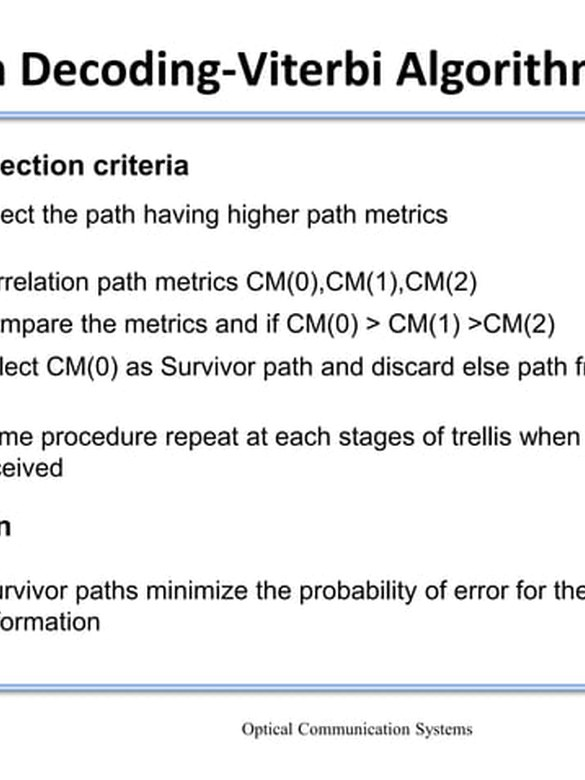 Decoding-Viterbi Algorithm
ection criteria
ect the path having higher path metrics
rrelation path metrics CM(0),CM(1),CM(2)
mpare the metrics and if CM(0) > CM(1) >CM(2)
lect CM(0) as Survivor path and discard else path f
me procedure repeat at each stages of trellis when
ceived
n
urvivor paths minimize the probability of error for the
formation
Optical Communication Systems